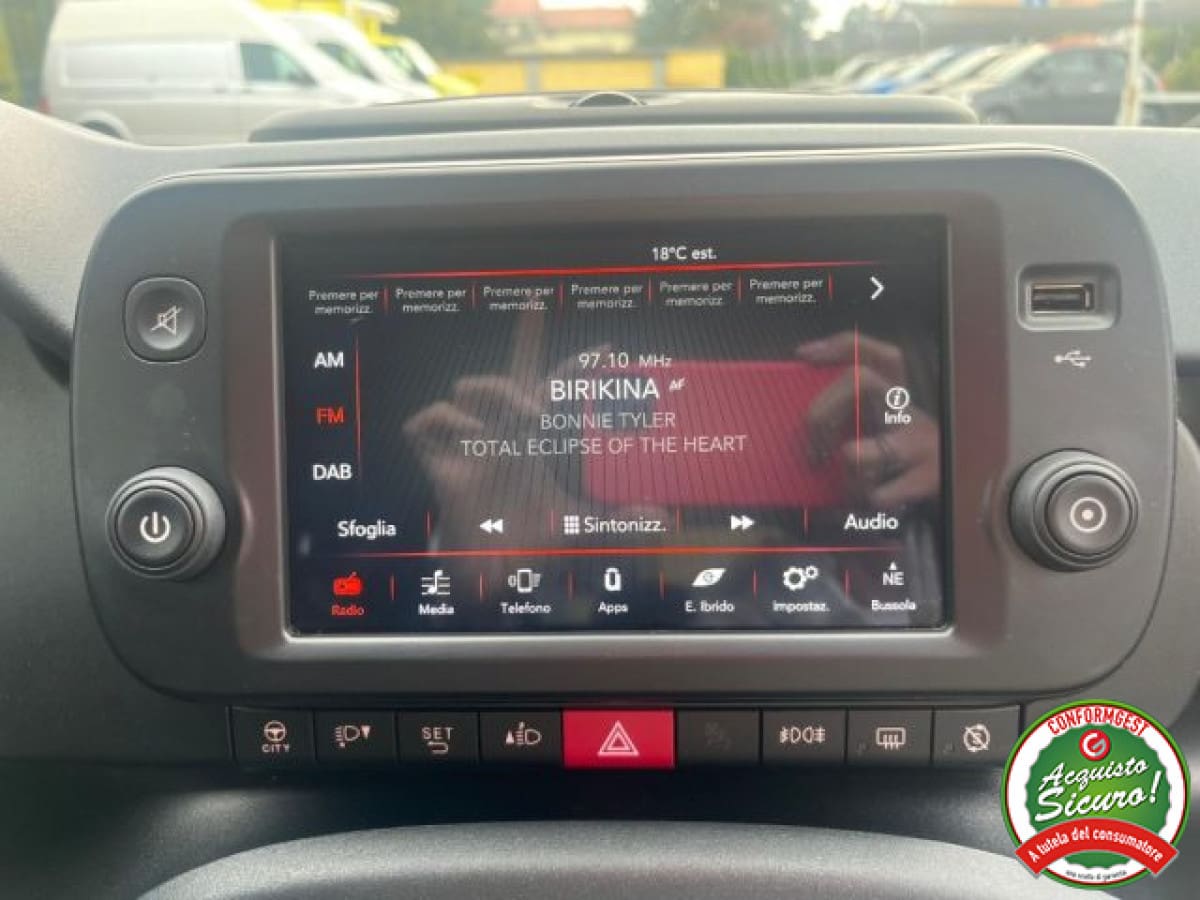 18°C est.
Premere per memorizz.
Premere per memorizz.
Premere per memorizz.
Premere per memorizz.
Premere per memorizz.
Premere per memorizz.
AM
97.10 MHz
BIRIKINA AF
FM
BONNIE TYLER
Info
TOTAL ECLIPSE OF THE HEART
DAB
Sfoglia
Sintonizz.
Audio
Radio
Media
Telefono
Apps
E. Ibrido
Impostaz.
NE
Bussola
CITY
SET
CONFORMGEST
Acquisto
Sicuro!
A tutela del consumatore